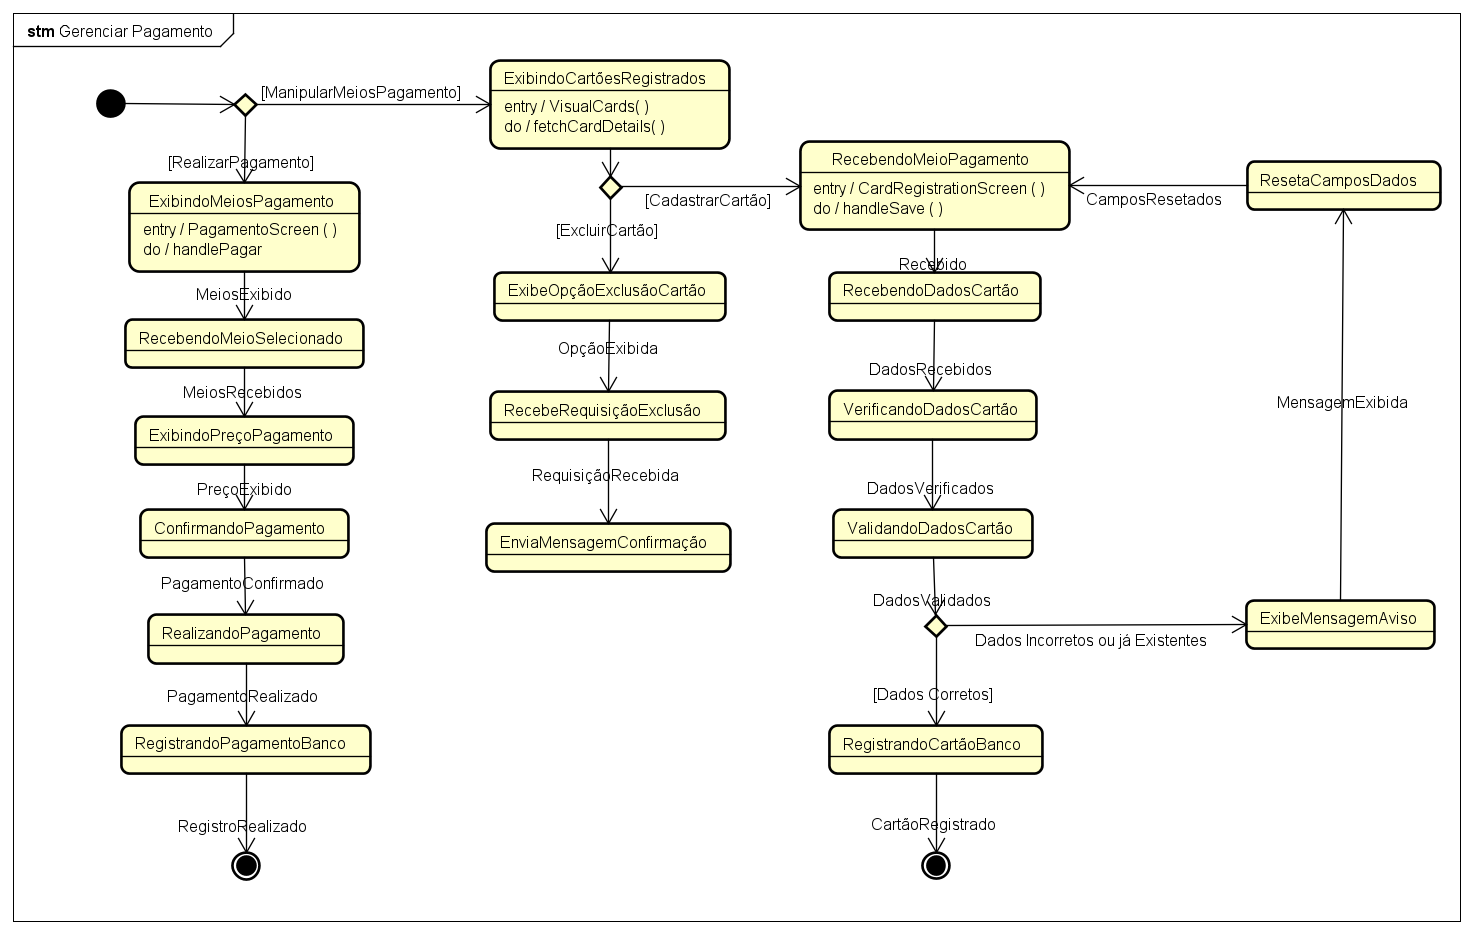 stm Gerenciar Pagamento
[ManipularMeiosPagamento]
[RealizarPagamento]
ExibindoMeiosPagamento
entry / PagamentoScreen ( )
do / handlePagar
MeiosExibido
RecebendoMeioSelecionado
MeiosRecebidos
ExibindoPreçoPagamento
PreçoExibido
ConfirmandoPagamento
PagamentoConfirmado
RealizandoPagamento
PagamentoRealizado
RegistrandoPagamentoBanco
RegistroRealizado
ExibindoCartõesRegistrados
entry / VisualCards( )
do / fetchCardDetails( )
[CadastrarCartão]
[ExcluirCartão]
ExibeOpçãoExclusãoCartão
OpçãoExibida
RecebeRequisiçãoExclusão
RequisiçãoRecebida
EnviaMensagemConfirmação
RecebendoMeioPagamento
entry / CardRegistrationScreen ( )
do / handleSave ( )
Recebido
RecebendoDadosCartão
DadosRecebidos
VerificandoDadosCartão
DadosVerificados
ValidandoDadosCartão
DadosValidados
Dados Incorretos ou já Existentes
[Dados Corretos]
RegistrandoCartãoBanco
CartãoRegistrado
ResetaCamposDados
CamposResetados
MensagemExibida
ExibeMensagemAviso